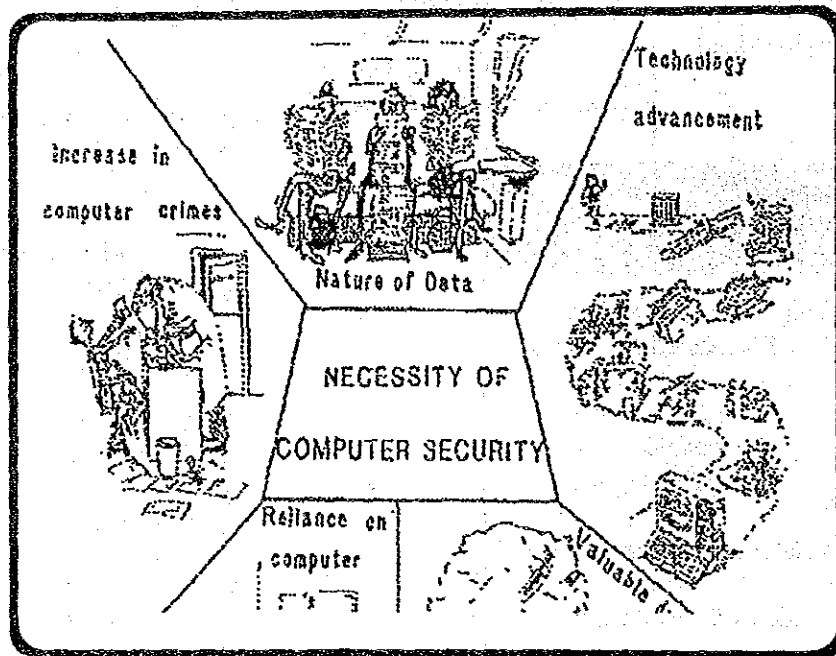 Technology
advancement
Increase in
computer crimes
Nature of Data
NECESSITY OF
COMPUTER SECURITY
Reliance on
computer
Valuable